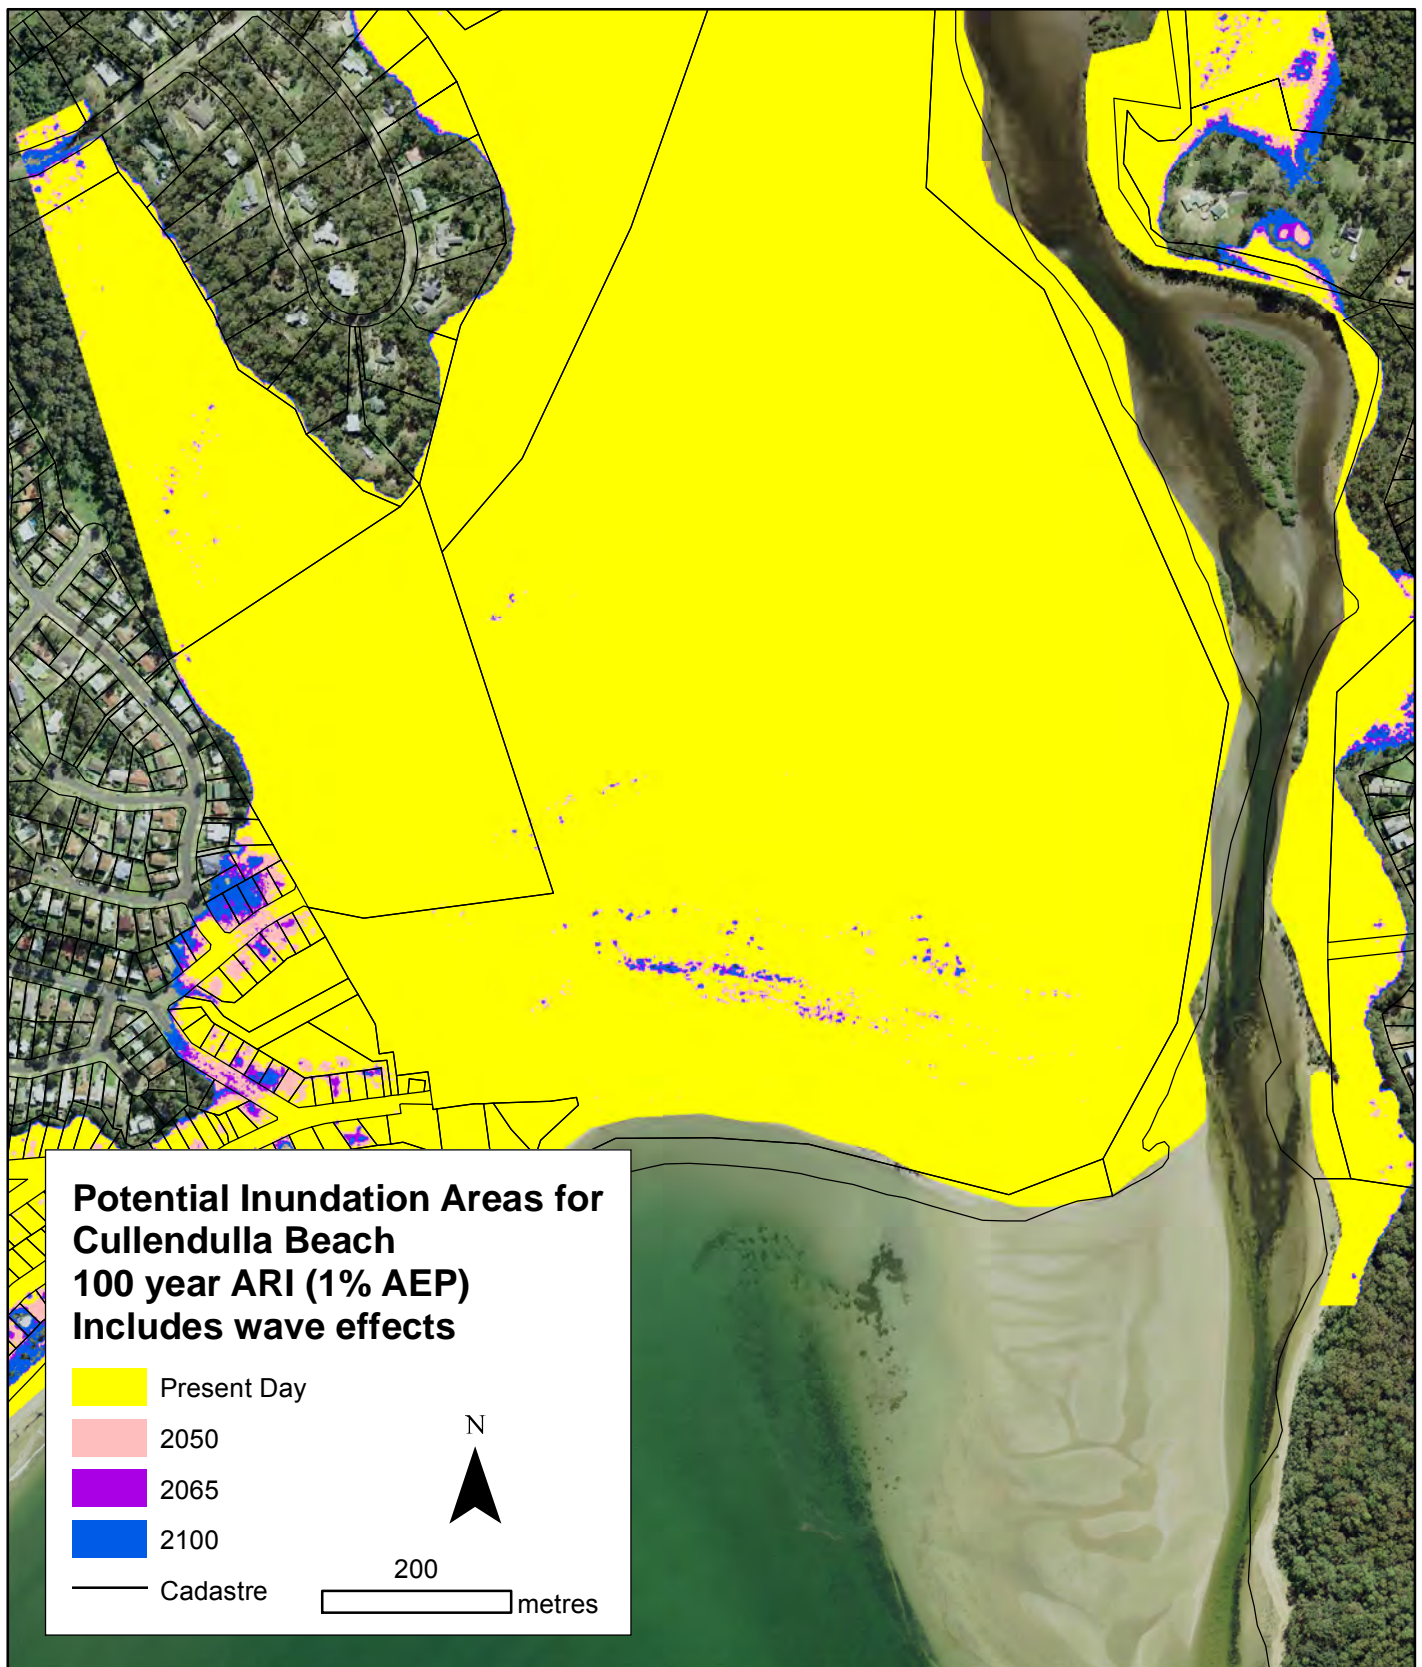 Potential Inundation Areas for
Cullendulla Beach
100 year ARI (1% AEP)
Includes wave effects
Present Day
2050
2065
2100
Cadastre
N
200
metres